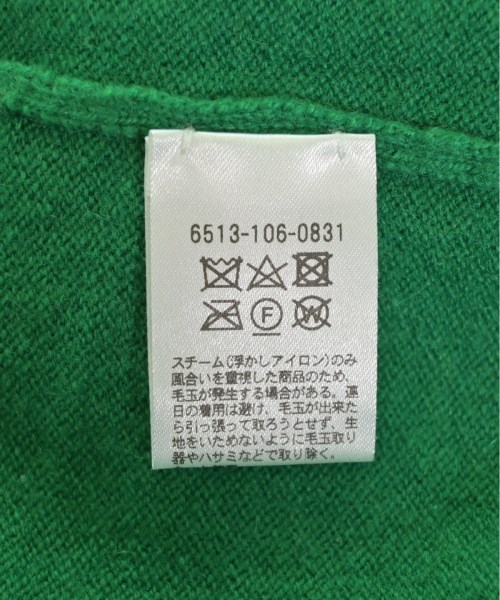 6513-106-0831
F W
スチーム(浮かしアイロン)のみ
風合いを重視した商品のため、
毛玉が発生する場合がある。連
日の着用は避け、毛玉が出来た
ら引っ張って取ろうとせず、生
地をいためないように毛玉取り
器やハサミなどで取り除く。